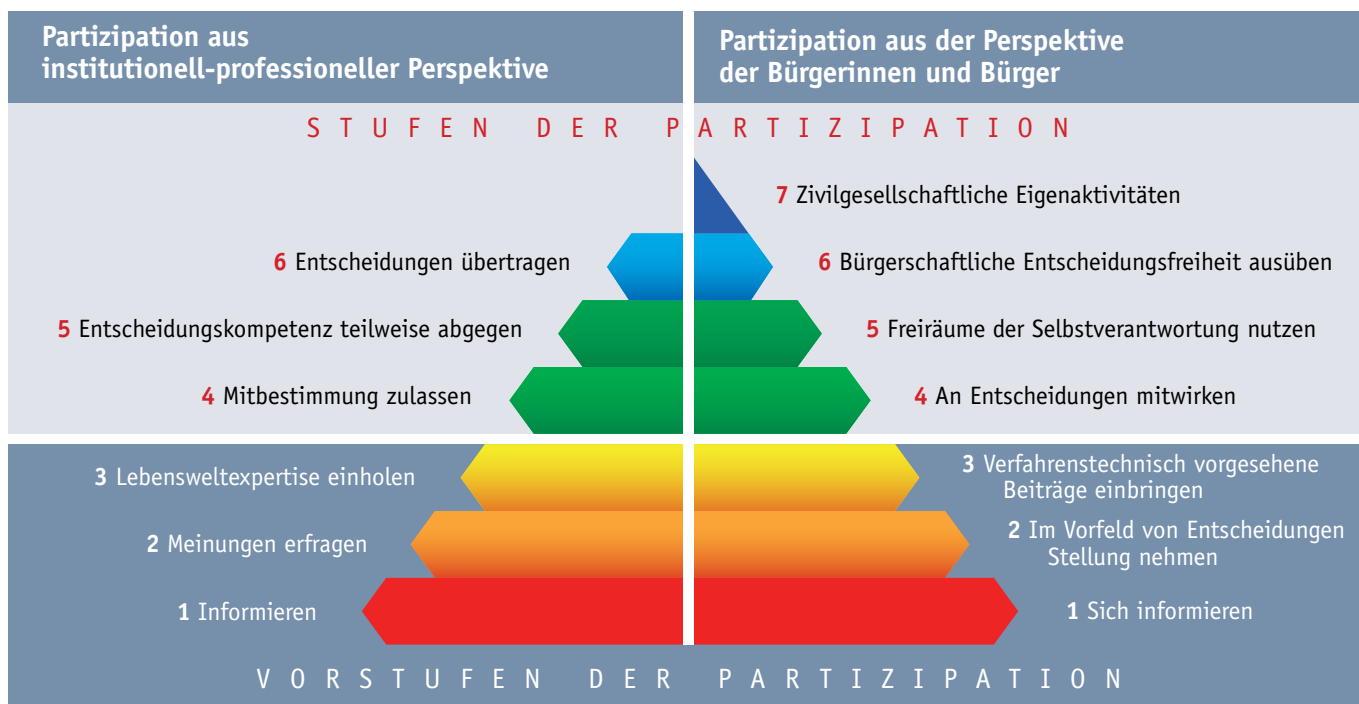 Partizipation aus
institutionell-professioneller Perspektive
Partizipation aus der Perspektive
der Bürgerinnen und Bürger
STUFEN DER PARTIZIPATION
7 Zivilgesellschaftliche Eigenaktivitäten
6 Entscheidungen übertragen
6 Bürgerschaftliche Entscheidungsfreiheit ausüben
5 Entscheidungskompetenz teilweise abgegen
5 Freiräume der Selbstverantwortung nutzen
4 Mitbestimmung zulassen
4 An Entscheidungen mitwirken
3 Lebensweltexpertise einholen
3 Verfahrenstechnisch vorgesehene
Beiträge einbringen
2 Meinungen erfragen
2 Im Vorfeld von Entscheidungen
Stellung nehmen
1 Informieren
1 Sich informieren
VORSTUFEN DER PARTIZIPATION